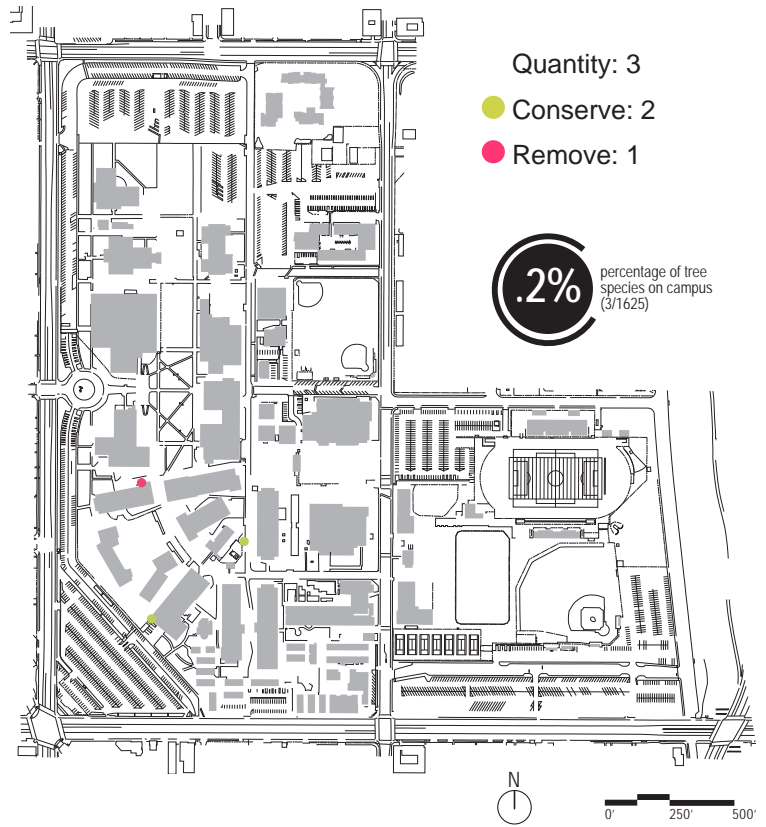 Quantity: 3
Conserve: 2
Remove: 1
.2%
percentage of tree
species on campus
(3/1625)
N
0' 250' 500'